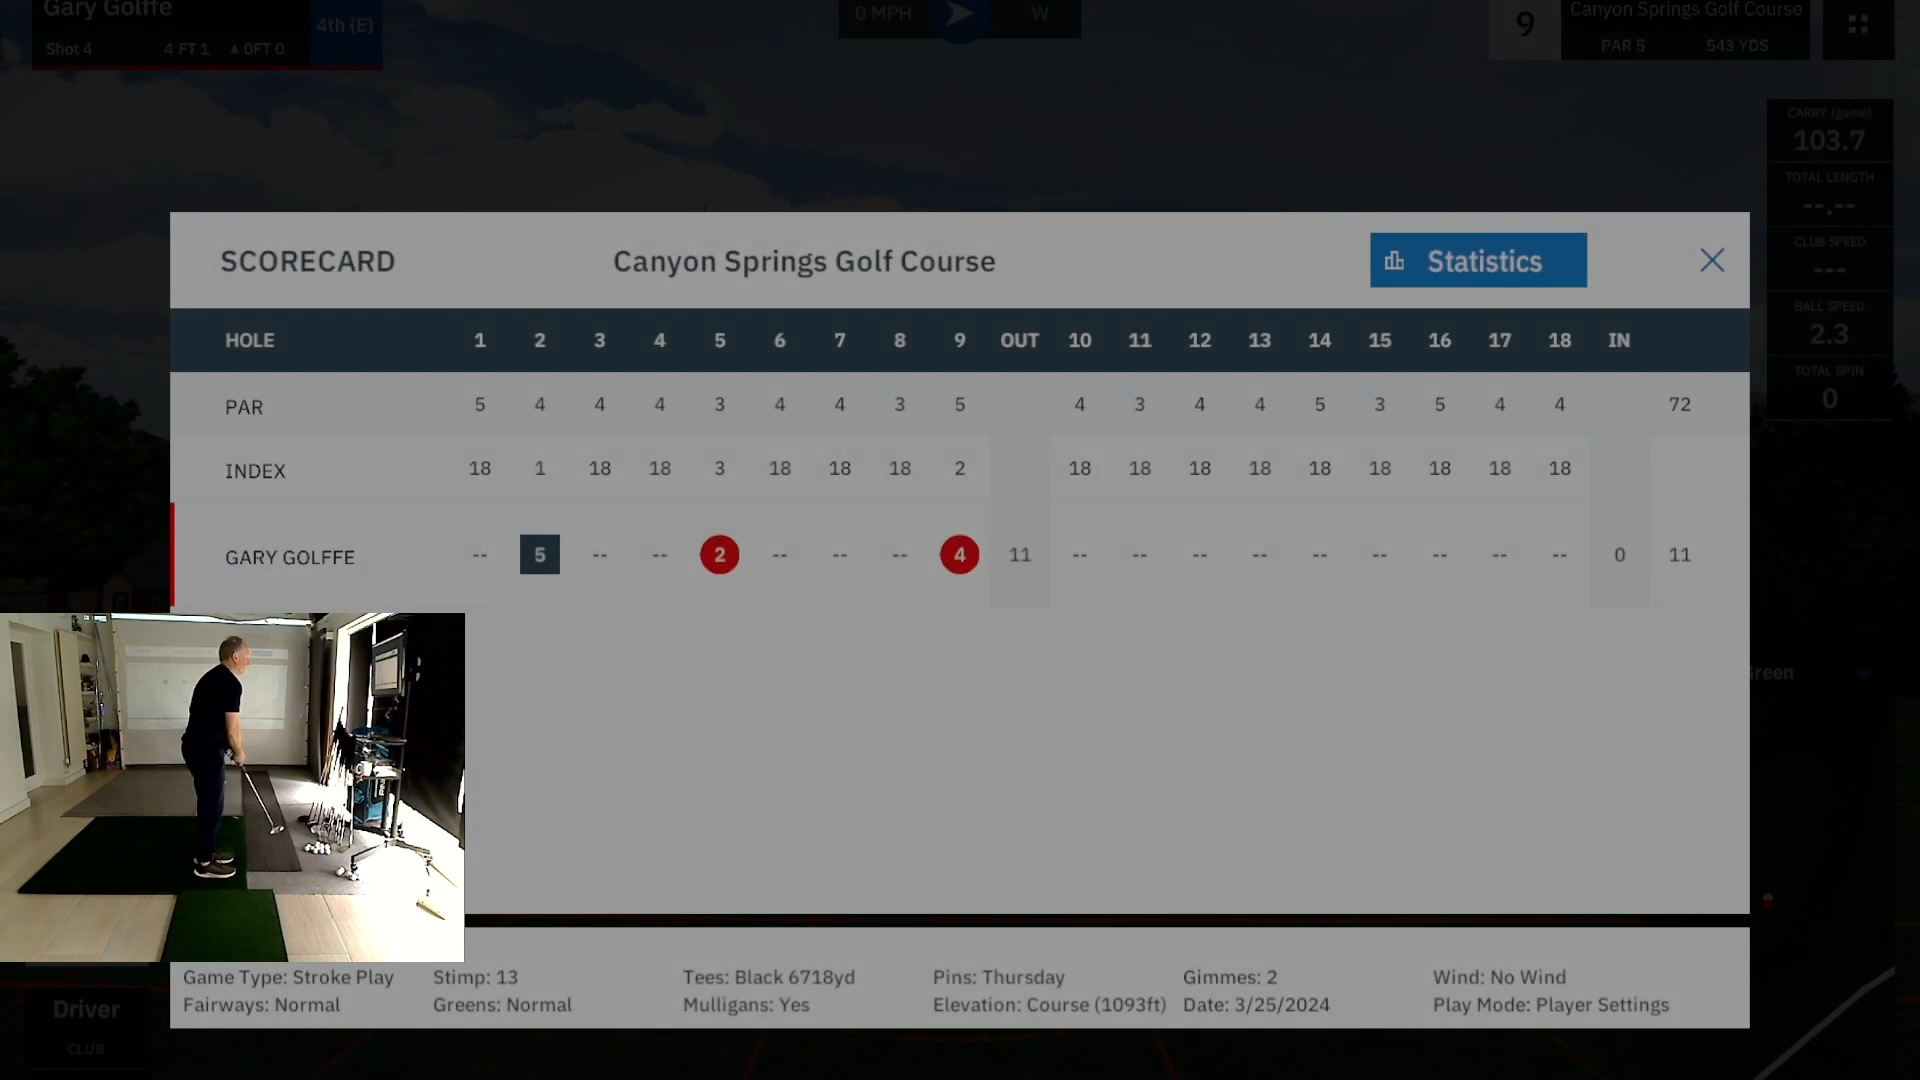 Gary Golffe
Shot 4 4 FT 1 ▲ 0FT 0 4th (E)
0 MPH W
9 Canyon Springs Golf Course
PAR 5 543 YDS
CARRY (game)
103.7
TOTAL LENGTH
--.--
CLUB SPEED
---
BALL SPEED
2.3
TOTAL SPIN
0
SCORECARD Canyon Springs Golf Course Statistics
HOLE 1 2 3 4 5 6 7 8 9 OUT 10 11 12 13 14 15 16 17 18 IN
PAR 5 4 4 4 3 4 4 3 5 4 3 4 4 5 3 5 4 4 72
INDEX 18 1 18 18 3 18 18 18 2 18 18 18 18 18 18 18 18 18
GARY GOLFFE -- 5 -- -- 2 -- -- -- 4 11 -- -- -- -- -- -- -- -- -- 0 11
Game Type: Stroke Play Stimp: 13 Tees: Black 6718yd Pins: Thursday Gimmes: 2 Wind: No Wind
Fairways: Normal Greens: Normal Mulligans: Yes Elevation: Course (1093ft) Date: 3/25/2024 Play Mode: Player Settings
Driver
CLUB